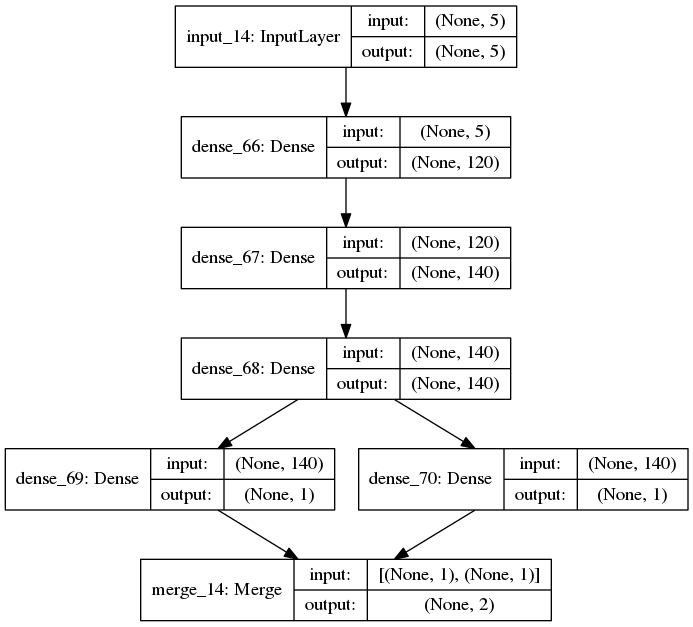 input_14: InputLayer
input: (None, 5)
output: (None, 5)
dense_66: Dense
input: (None, 5)
output: (None, 120)
dense_67: Dense
input: (None, 120)
output: (None, 140)
dense_68: Dense
input: (None, 140)
output: (None, 140)
dense_69: Dense
input: (None, 140)
output: (None, 1)
dense_70: Dense
input: (None, 140)
output: (None, 1)
merge_14: Merge
input: [(None, 1), (None, 1)]
output: (None, 2)